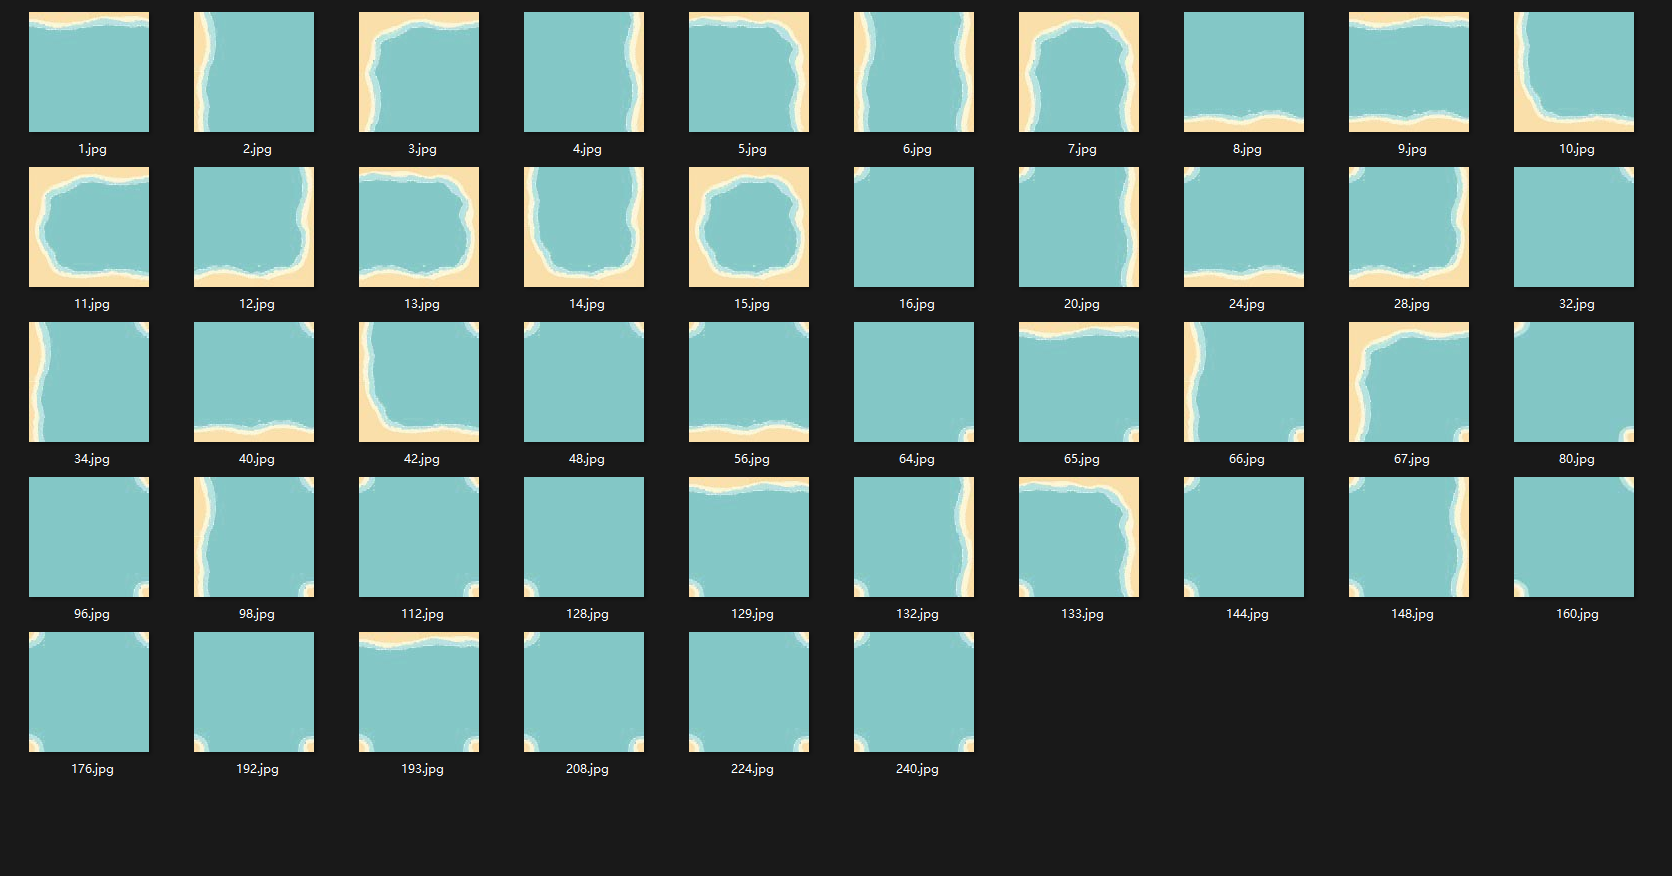 1.jpg 2.jpg 3.jpg 4.jpg 5.jpg 6.jpg 7.jpg 8.jpg 9.jpg 10.jpg
11.jpg 12.jpg 13.jpg 14.jpg 15.jpg 16.jpg 20.jpg 24.jpg 28.jpg 32.jpg
34.jpg 40.jpg 42.jpg 48.jpg 56.jpg 64.jpg 65.jpg 66.jpg 67.jpg 80.jpg
96.jpg 98.jpg 112.jpg 128.jpg 129.jpg 132.jpg 133.jpg 144.jpg 148.jpg 160.jpg
176.jpg 192.jpg 193.jpg 208.jpg 224.jpg 240.jpg